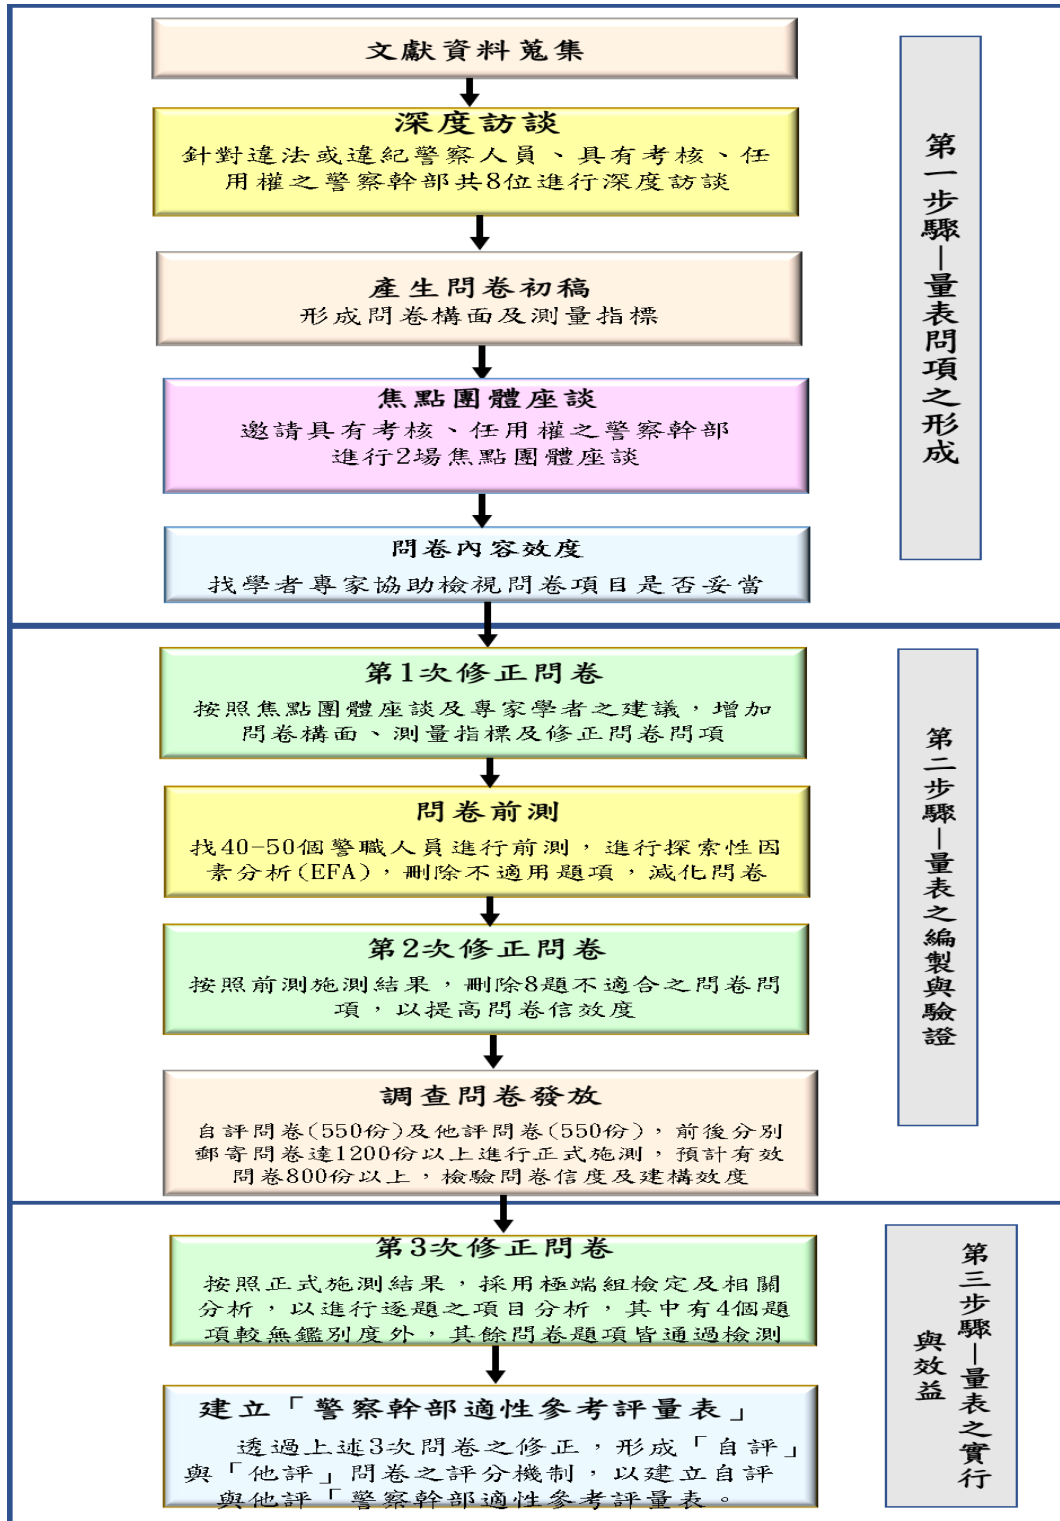 文獻資料蒐集
深度訪談
針對違法或違紀警察人員、具有考核、任
用權之警察幹部共8位進行深度訪談
產生問卷初稿
形成問卷構面及測量指標
焦點團體座談
邀請具有考核、任用權之警察幹部
進行2場焦點團體座談
問卷內容效度
找學者專家協助檢視問卷項目是否妥當
第一步驟—量表問項之形成
第1次修正問卷
按照焦點團體座談及專家學者之建議，增加
問卷構面、測量指標及修正問卷問項
問卷前測
找40-50個警職人員進行前測，進行探索性因
素分析(EFA)，刪除不適用題項，減化問卷
第2次修正問卷
按照前測施測結果，刪除8題不適合之問卷問
項，以提高問卷信效度
調查問卷發放
自評問卷(550份)及他評問卷(550份)，前後分別
郵寄問卷達1200份以上進行正式施測，預計有效
問卷800份以上，檢驗問卷信度及建構效度
第二步驟—量表之編製與驗證
第3次修正問卷
按照正式施測結果，採用極端組檢定及相關
分析，以進行逐題之項目分析，其中有4個題
項較無鑑別度外，其餘問卷題項皆通過檢測
建立「警察幹部適性參考評量表」
透過上述3次問卷之修正，形成「自評」
與「他評」問卷之評分機制，以建立自評
與他評「警察幹部適性參考評量表。
第三步驟—量表之實行
與效益